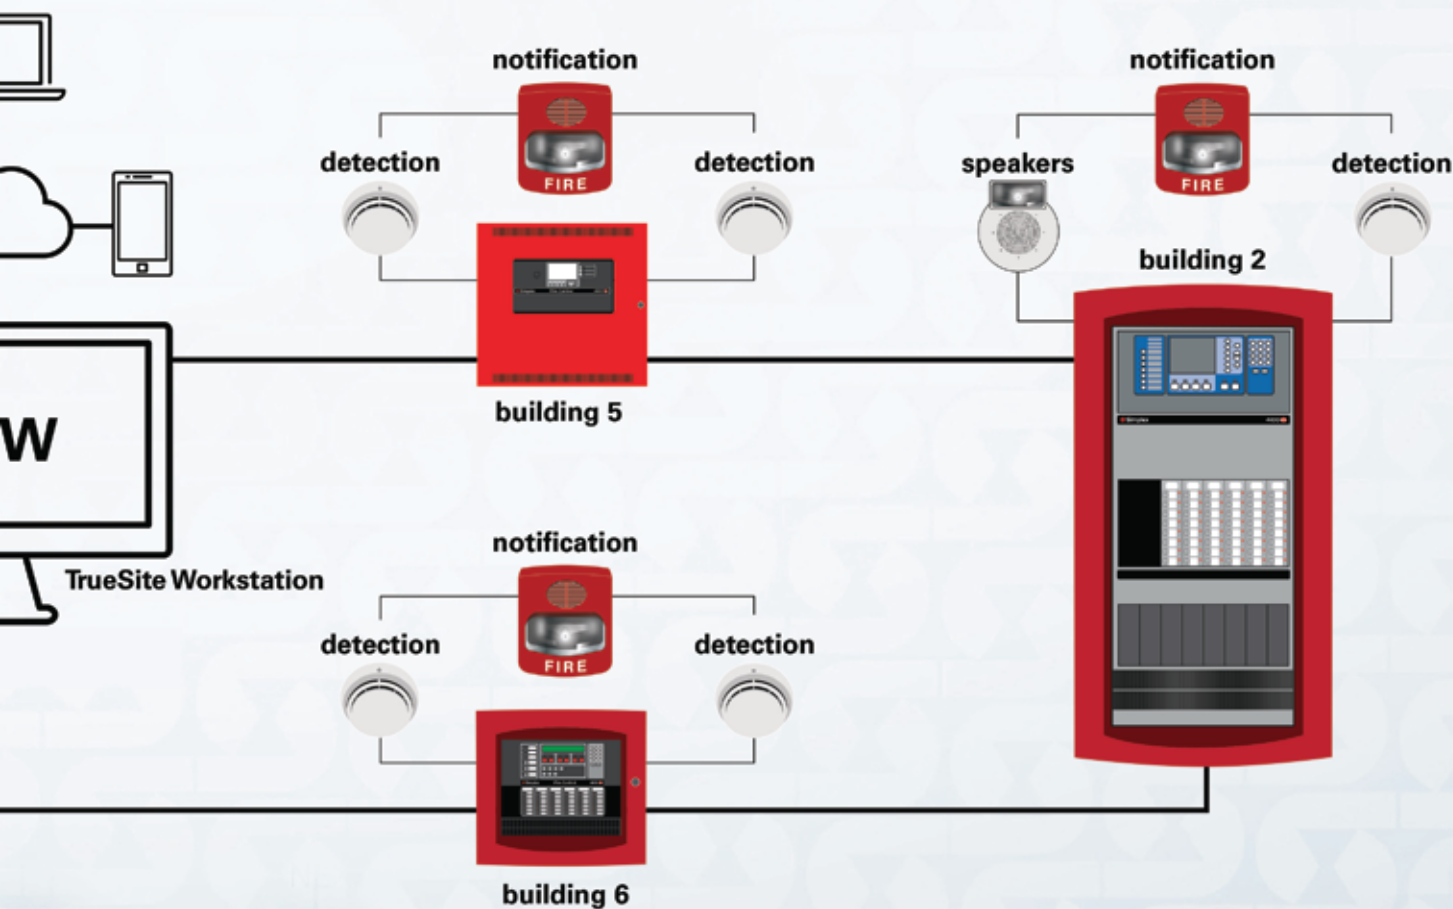 notification
notification
detection
detection
speakers
detection
FIRE
FIRE
building 2
building 5
W
notification
TrueSite Workstation
detection
detection
FIRE
building 6